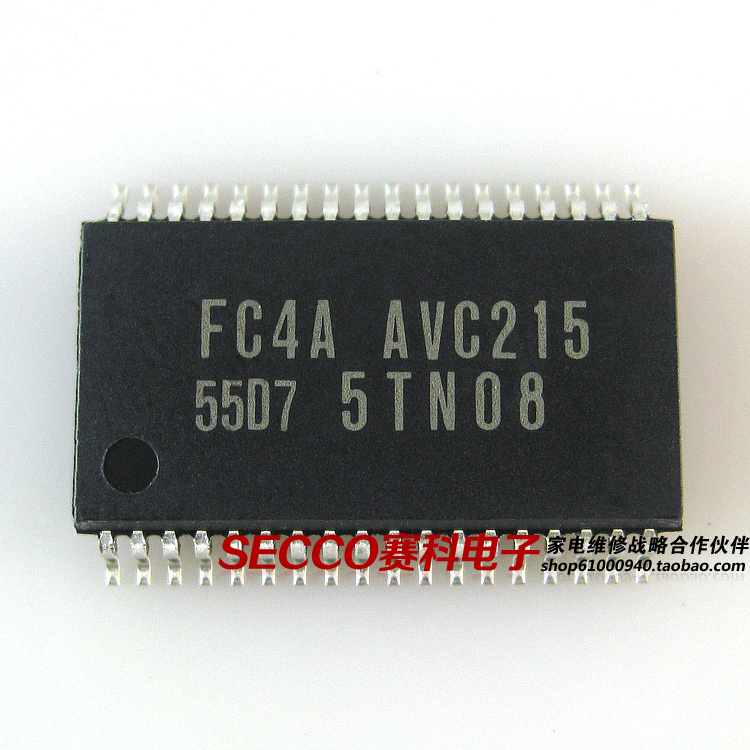 FC4A AVC215
55D7 5TN08
SECCO赛科电子
家电维修战略合作伙伴
shop61000940.taobao.com